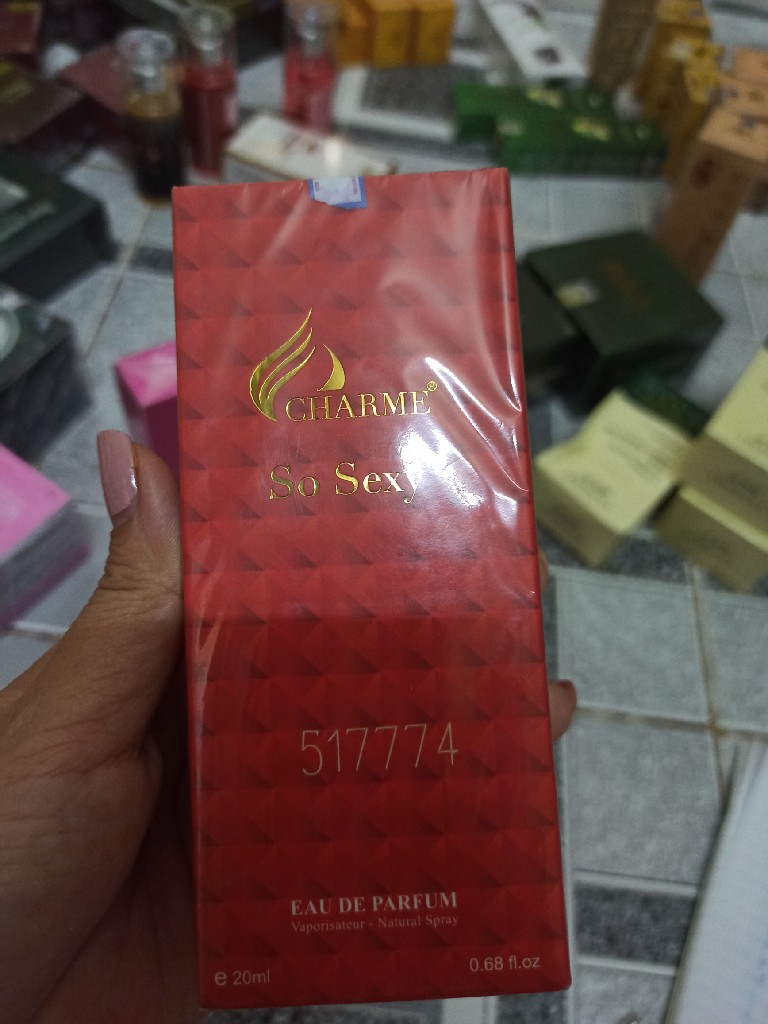 CHARME®
So Sexy
517774
EAU DE PARFUM
Vaporisateur - Natural Spray
e 20ml
0.68 fl.oz